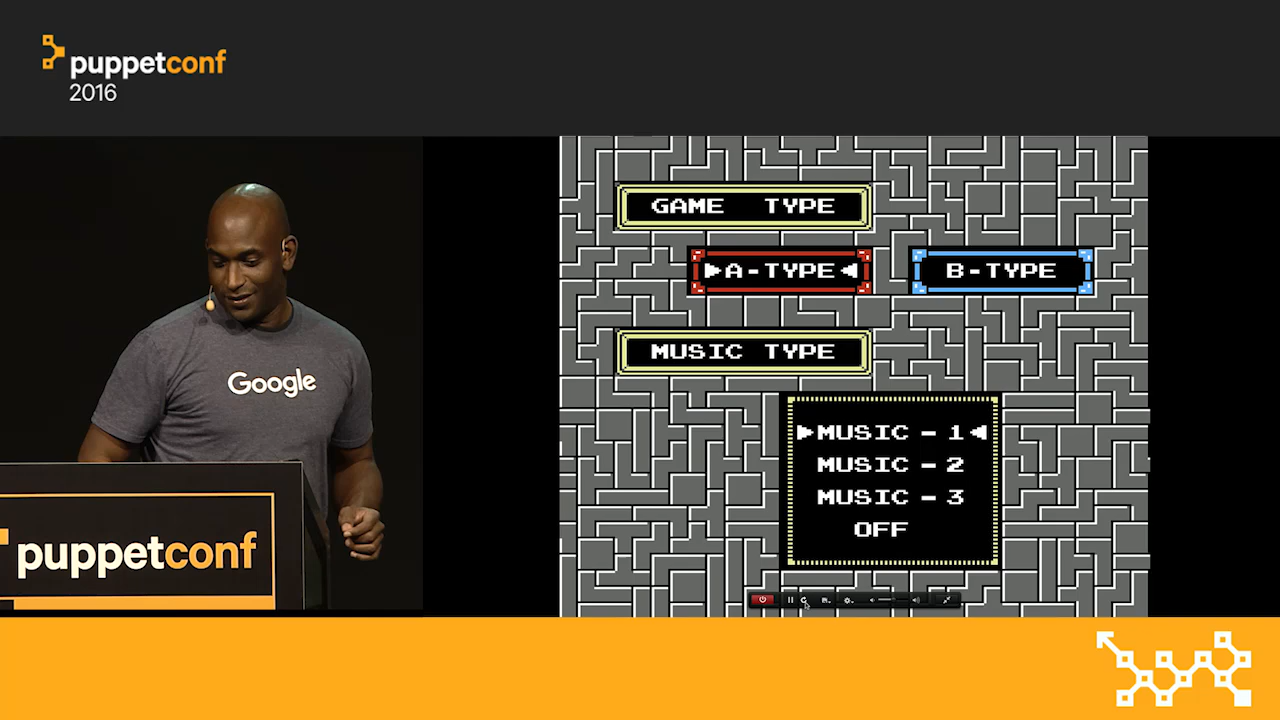 puppetconf
2016
GAME TYPE
A-TYPE
B-TYPE
MUSIC TYPE
MUSIC - 1
MUSIC - 2
MUSIC - 3
OFF
Google
puppetconf